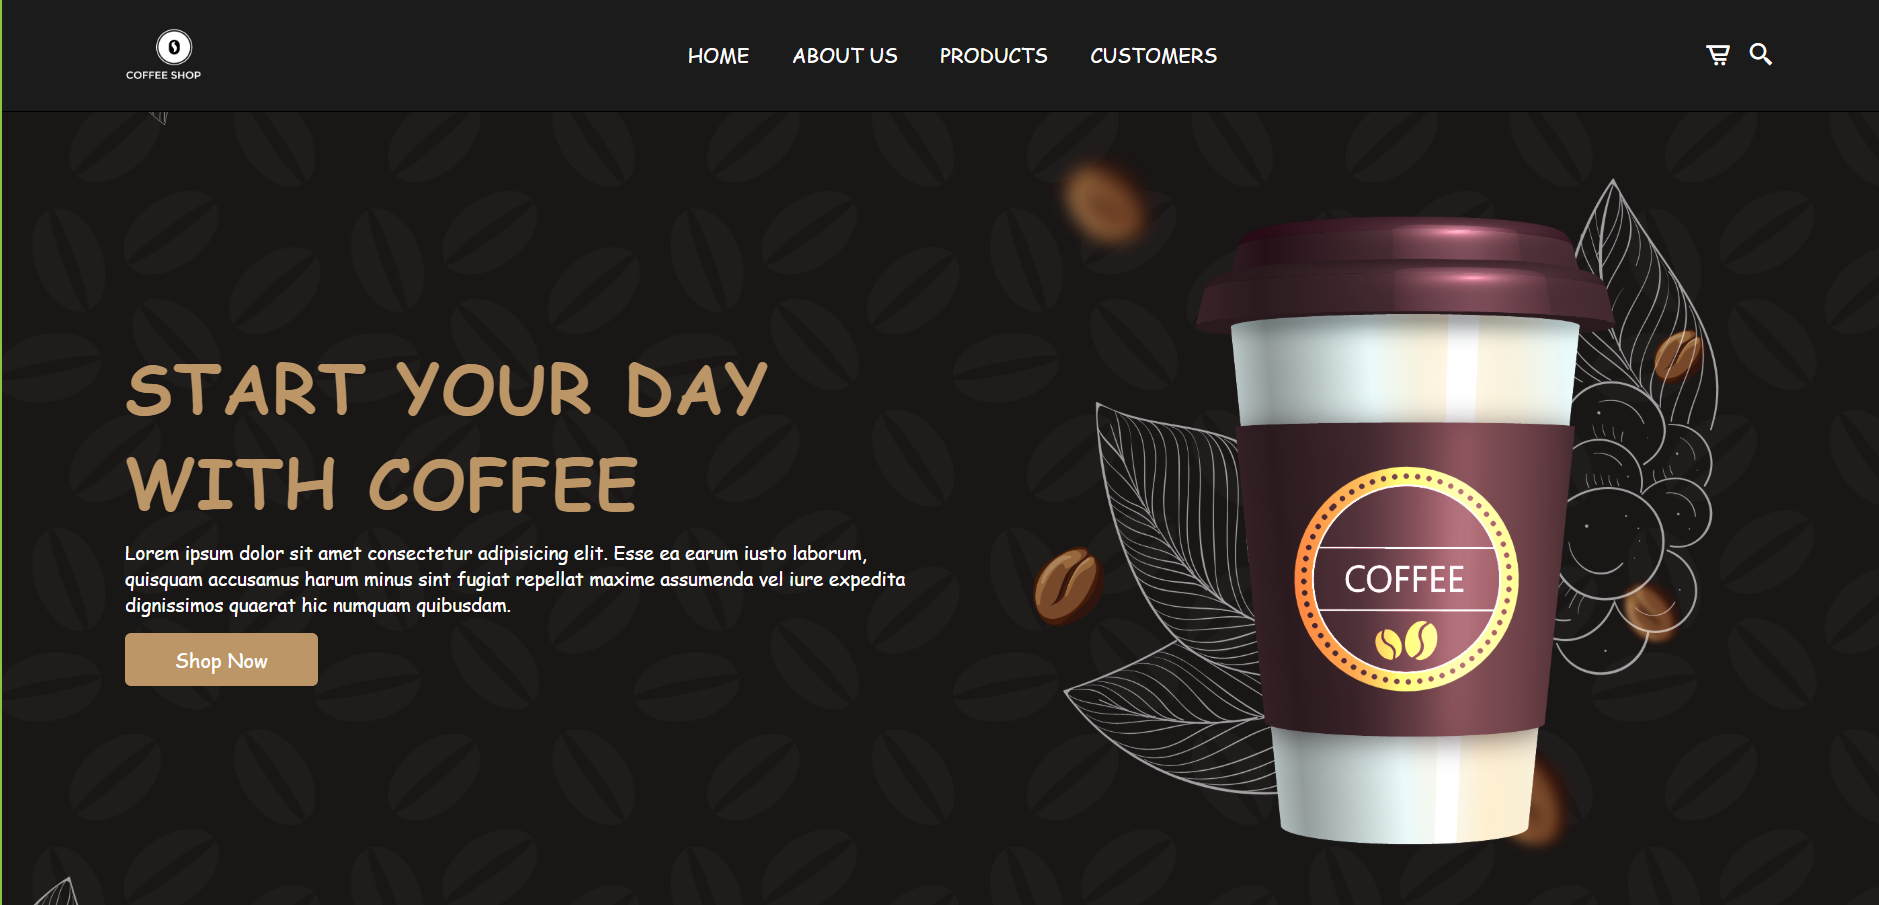 COFFEE SHOP
HOME ABOUT US PRODUCTS CUSTOMERS
START YOUR DAY
WITH COFFEE
Lorem ipsum dolor sit amet consectetur adipisicing elit. Esse ea earum iusto laborum,
quisquam accusamus harum minus sint fugiat repellat maxime assumenda vel iure expedita
dignissimos quaerat hic numquam quibusdam.
Shop Now
COFFEE